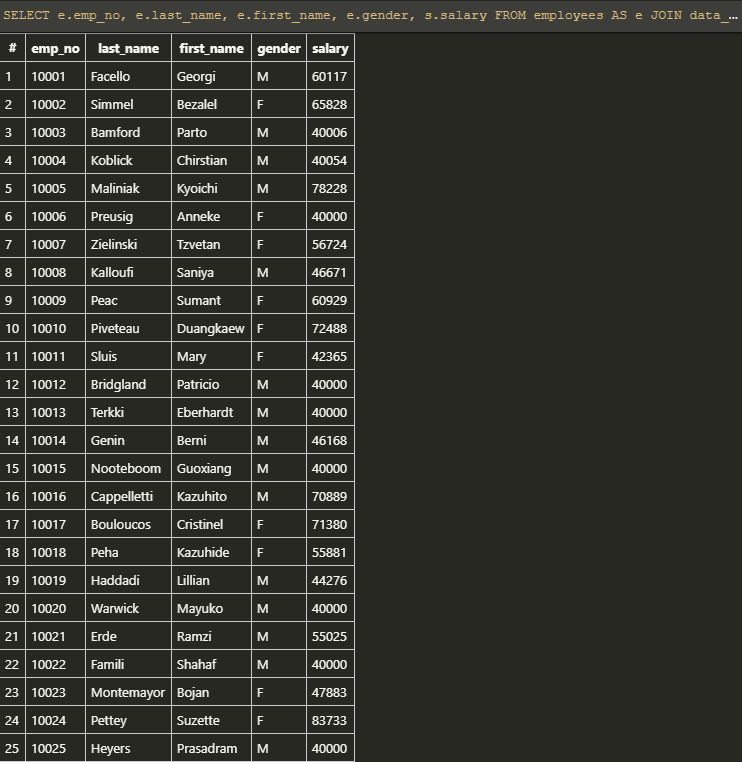 SELECT e.emp_no, e.last_name, e.first_name, e.gender, s.salary FROM employees AS e JOIN data_…
# emp_no last_name first_name gender salary
1 10001 Facello Georgi M 60117
2 10002 Simmel Bezalel F 65828
3 10003 Bamford Parto M 40006
4 10004 Koblick Chirstian M 40054
5 10005 Maliniak Kyoichi M 78228
6 10006 Preusig Anneke F 40000
7 10007 Zielinski Tzvetan F 56724
8 10008 Kalloufi Saniya M 46671
9 10009 Peac Sumant F 60929
10 10010 Piveteau Duangkaew F 72488
11 10011 Sluis Mary F 42365
12 10012 Bridgland Patricio M 40000
13 10013 Terkki Eberhardt M 40000
14 10014 Genin Berni M 46168
15 10015 Nooteboom Guoxiang M 40000
16 10016 Cappelletti Kazuhito M 70889
17 10017 Bouloucos Cristinel F 71380
18 10018 Peha Kazuhide F 55881
19 10019 Haddadi Lillian M 44276
20 10020 Warwick Mayuko M 40000
21 10021 Erde Ramzi M 55025
22 10022 Famili Shahaf M 40000
23 10023 Montemayor Bojan F 47883
24 10024 Pettey Suzette F 83733
25 10025 Heyers Prasadram M 40000